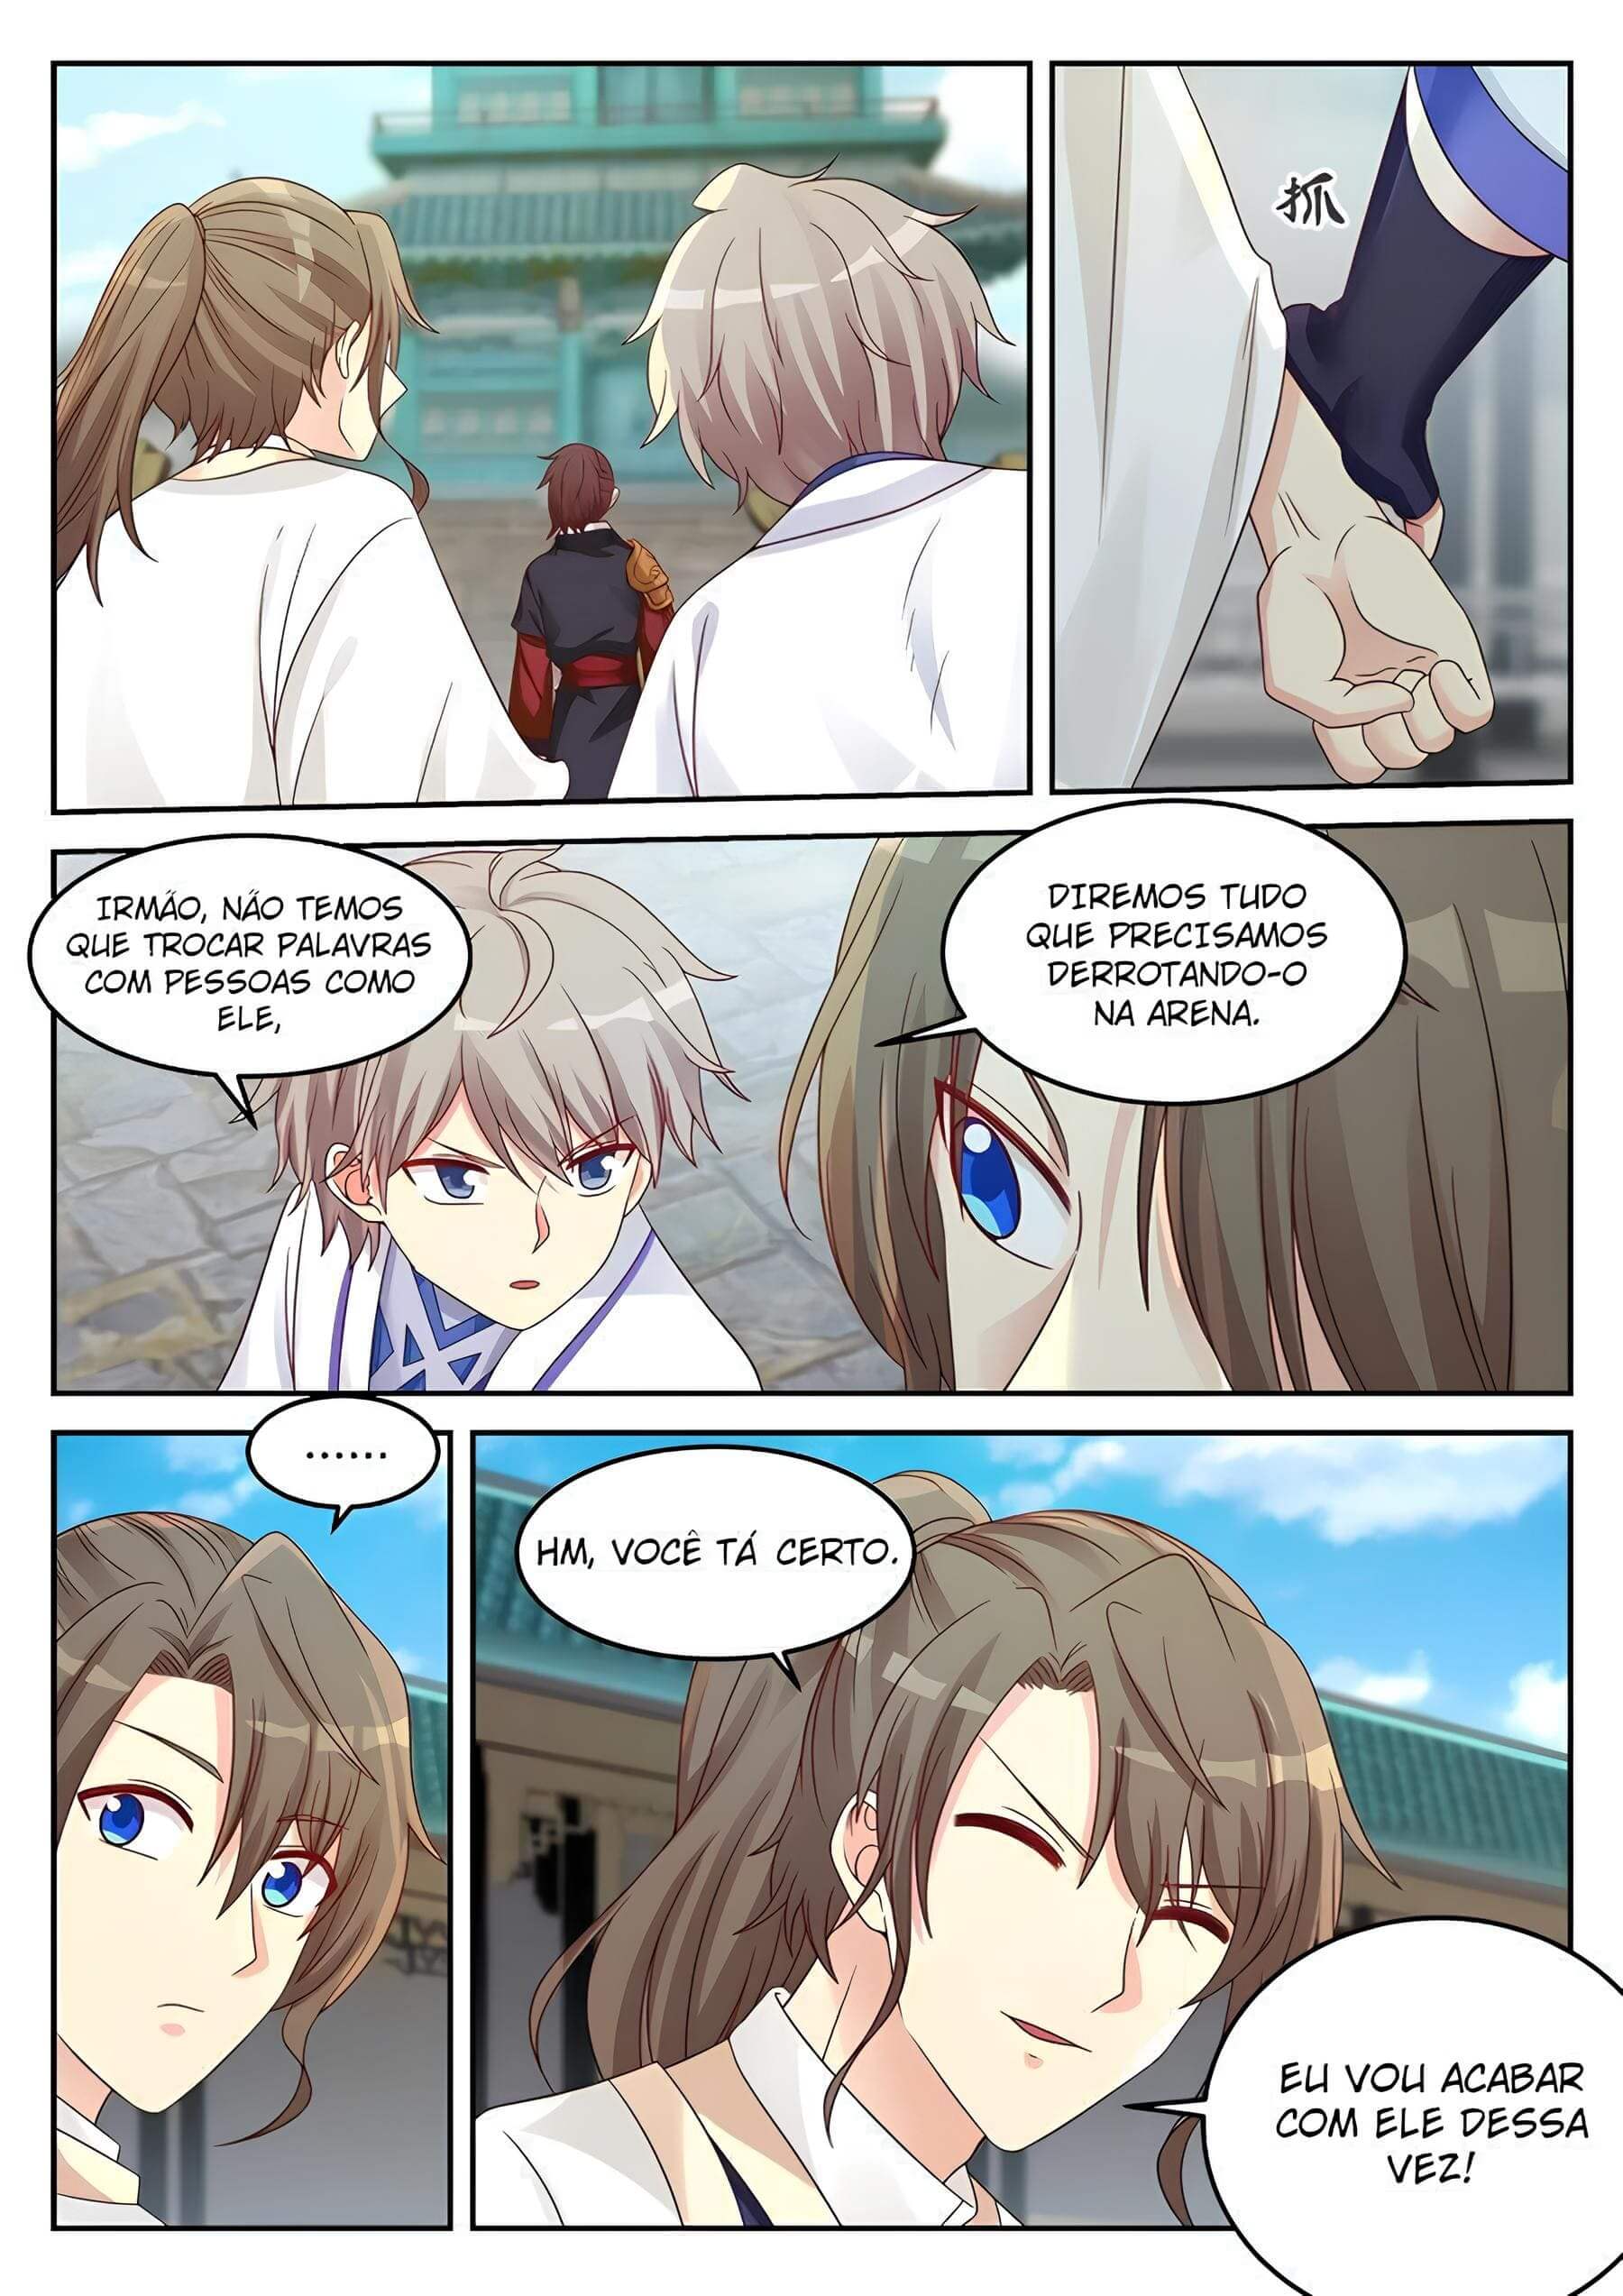 抓
IRMÃO, NÃO TEMOS
QUE TROCAR PALAVRAS
COM PESSOAS COMO
ELE,
DIREMOS TUDO
QUE PRECISAMOS
DERROTANDO-O
NA ARENA.
......
HM, VOCÊ TÁ CERTO.
EU VOU ACABAR
COM ELE DESSA
VEZ!